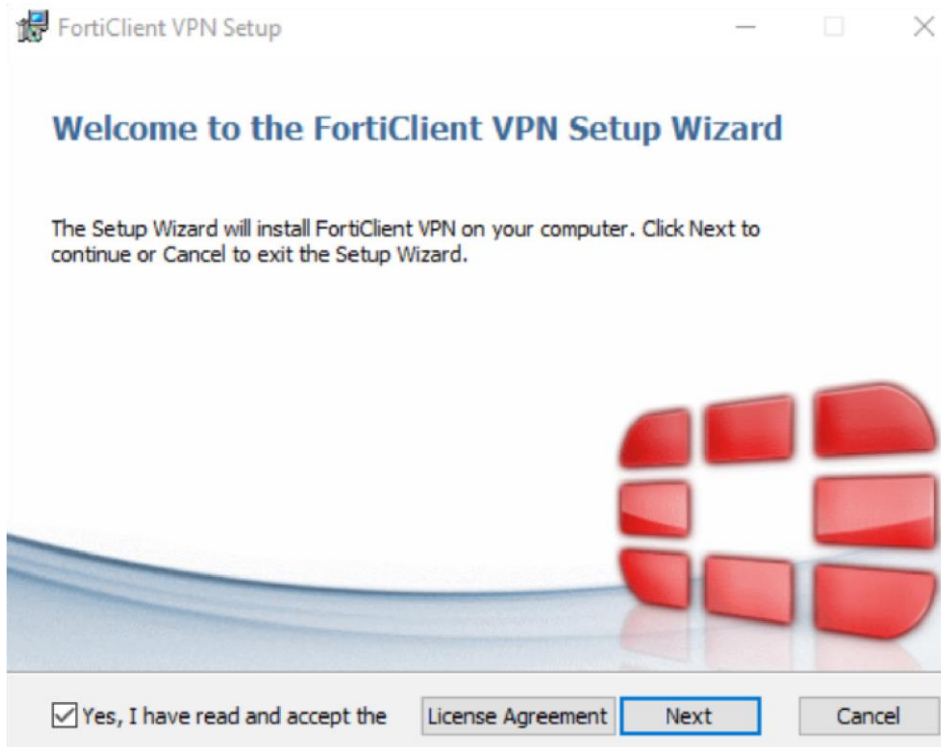 FortiClient VPN Setup
Welcome to the FortiClient VPN Setup Wizard
The Setup Wizard will install FortiClient VPN on your computer. Click Next to
continue or Cancel to exit the Setup Wizard.
Yes, I have read and accept the License Agreement Next Cancel